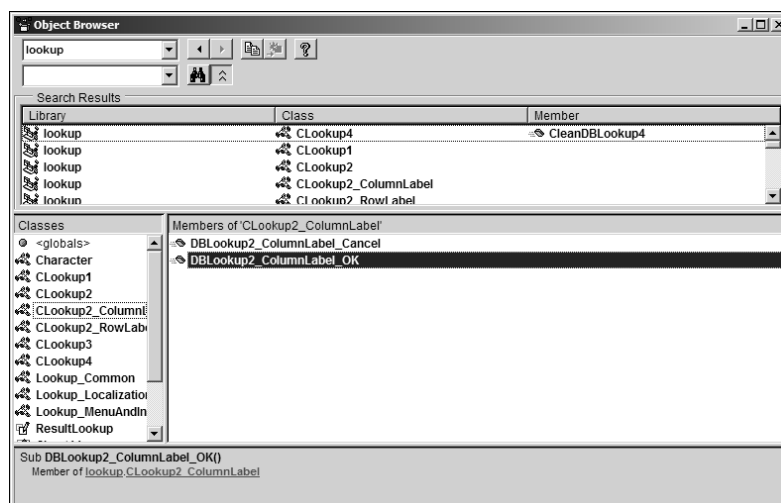 Object Browser
lookup
Search Results
Library Class Member
lookup CLookup4 CleanDBLookup4
lookup CLookup1
lookup CLookup2
lookup CLookup2_ColumnLabel
lookup CLookup2_RowLabel
Classes Members of 'CLookup2_ColumnLabel'
<globals> DBLookup2_ColumnLabel_Cancel
Character DBLookup2_ColumnLabel_OK
CLookup1
CLookup2
CLookup2_Columnl
CLookup2_RowLab
CLookup3
CLookup4
Lookup_Common
Lookup_Localizatio
Lookup_MenuAndIn
ResultLookup
Sub DBLookup2_ColumnLabel_OK()
Member of lookup.CLookup2_ColumnLabel